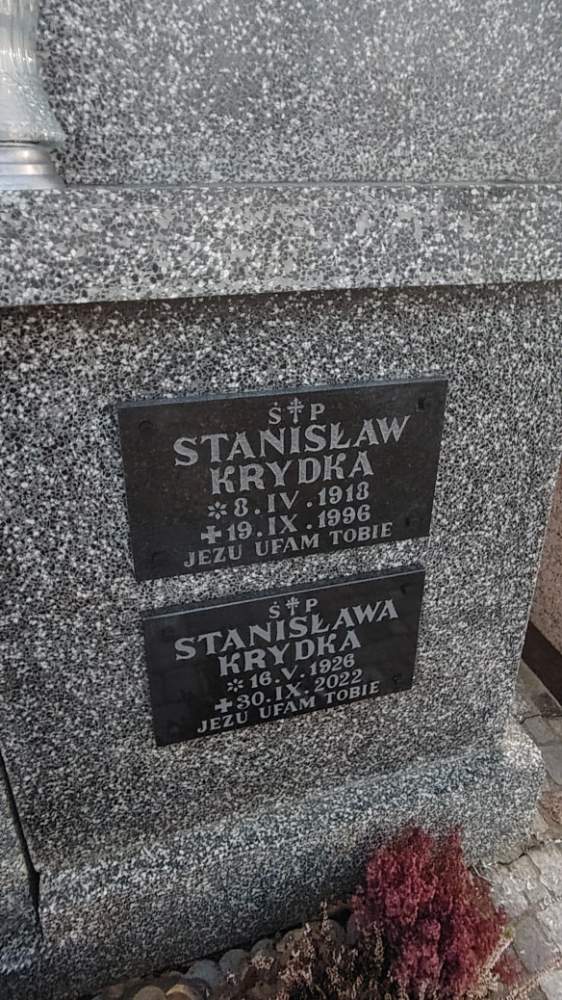 Ś✝P
STANISŁAW
KRYDKA
* 8. IV. 1918
✝ 19. IX. 1996
JEZU UFAM TOBIE
Ś✝P
STANISŁAWA
KRYDKA
* 16. V. 1926
✝ 30. IX. 2022
JEZU UFAM TOBIE